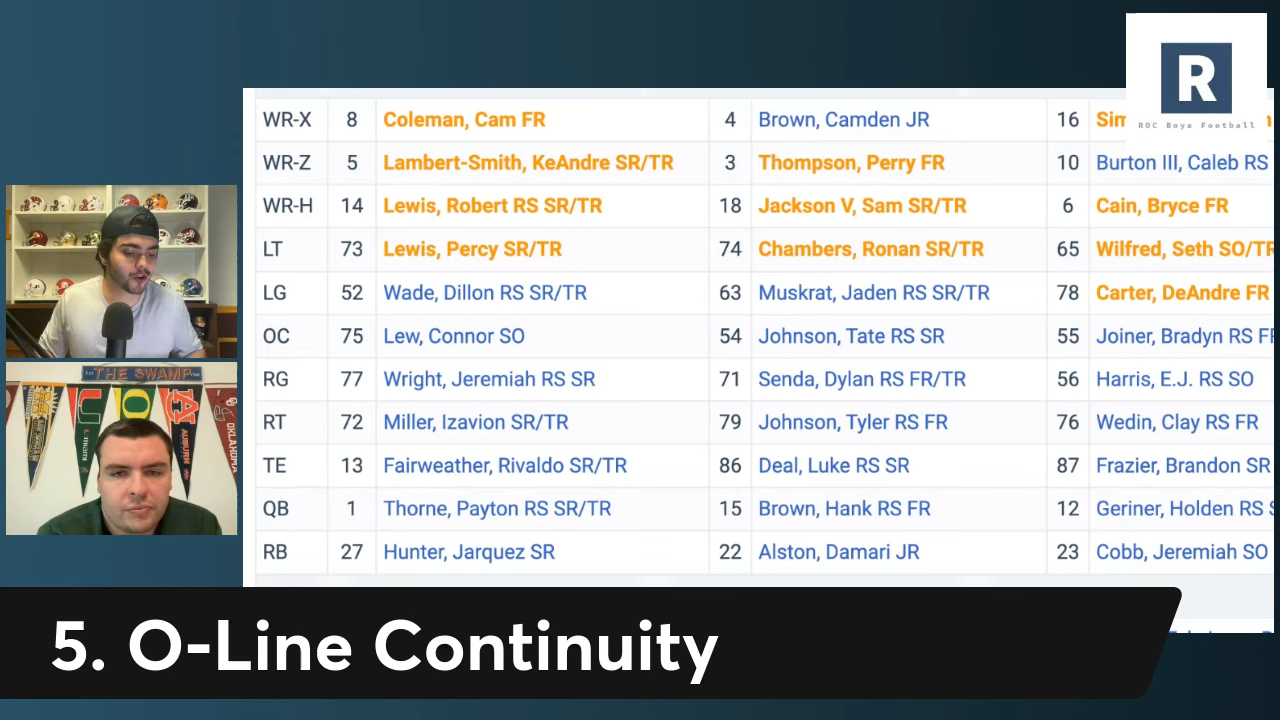 R
ROC Boys Football
WR-X 8 Coleman, Cam FR 4 Brown, Camden JR 16
WR-Z 5 Lambert-Smith, KeAndre SR/TR 3 Thompson, Perry FR 10 Burton III, Caleb RS
WR-H 14 Lewis, Robert RS SR/TR 18 Jackson V, Sam SR/TR 6 Cain, Bryce FR
LT 73 Lewis, Percy SR/TR 74 Chambers, Ronan SR/TR 65 Wilfred, Seth SO/TR
LG 52 Wade, Dillon RS SR/TR 63 Muskrat, Jaden RS SR/TR 78 Carter, DeAndre FR
OC 75 Lew, Connor SO 54 Johnson, Tate RS SR 55 Joiner, Bradyn RS
RG 77 Wright, Jeremiah RS SR 71 Senda, Dylan RS FR/TR 56 Harris, E.J. RS SO
RT 72 Miller, Izavion SR/TR 79 Johnson, Tyler RS FR 76 Wedin, Clay RS FR
TE 13 Fairweather, Rivaldo SR/TR 86 Deal, Luke RS SR 87 Frazier, Brandon SR
QB 1 Thorne, Payton RS SR/TR 15 Brown, Hank RS FR 12 Geriner, Holden RS
RB 27 Hunter, Jarquez SR 22 Alston, Damari JR 23 Cobb, Jeremiah SO
THE SWAMP
U
MIAMI
O
AUBURN
OKLAHOMA
5. O-Line Continuity